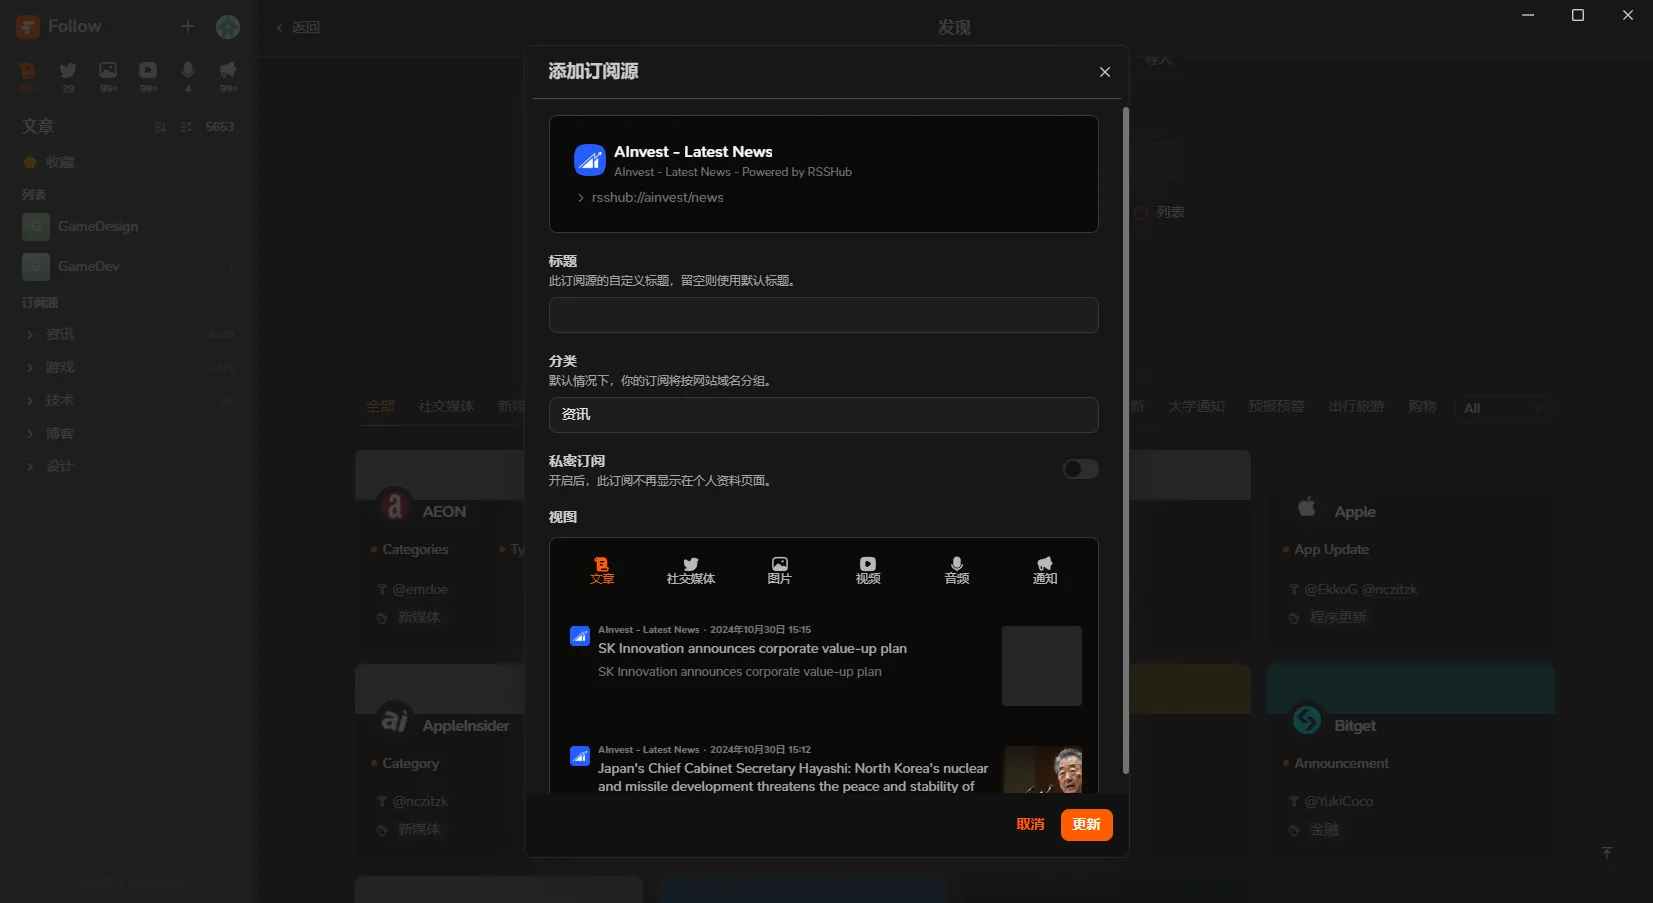 Follow
返回
发现
99+
29
99+
99+
4
99+
文章
5653
收藏
列表
G
GameDesign
G
GameDev
订阅源
资讯
游戏
技术
博客
设计
导入
列表
全部
社交媒体
大学通知
预报预警
出行旅游
购物
All
AEON
Categories
@emdoe
新媒体
Apple
App Update
@EkkoG @nczitzk
程序更新
AppleInsider
Category
@nczitzk
新媒体
Bitget
Announcement
@YukiCoco
金融
添加订阅源
AInvest - Latest News
AInvest - Latest News - Powered by RSSHub
rsshub://ainvest/news
标题
此订阅源的自定义标题，留空则使用默认标题。
分类
默认情况下，你的订阅将按网站域名分组。
资讯
私密订阅
开启后，此订阅不再显示在个人资料页面。
视图
文章
社交媒体
图片
视频
音频
通知
AInvest - Latest News · 2024年10月30日 15:15
SK Innovation announces corporate value-up plan
SK Innovation announces corporate value-up plan
AInvest - Latest News · 2024年10月30日 15:12
Japan's Chief Cabinet Secretary Hayashi: North Korea's nuclear
and missile development threatens the peace and stability of
取消
更新